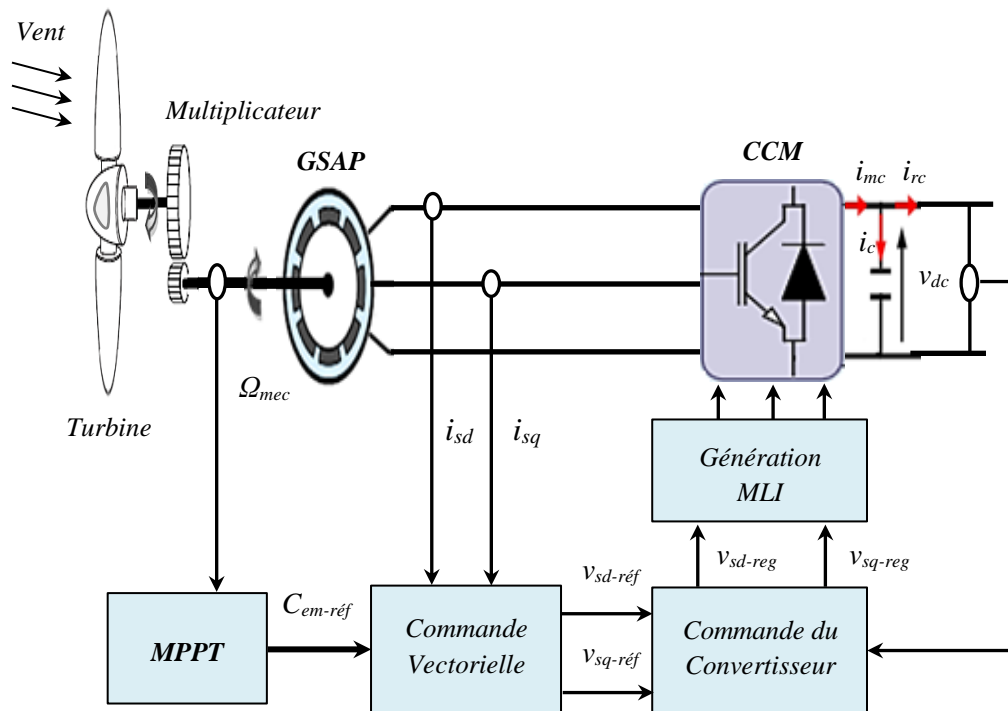 Vent
Multiplicateur
GSAP
CCM
i_mc
i_rc
i_c
v_dc
Ω_mec
Turbine
i_sd
i_sq
Génération
MLI
v_sd-reg
v_sq-reg
v_sd-réf
C_em-réf
MPPT
Commande
Vectorielle
v_sq-réf
Commande du
Convertisseur